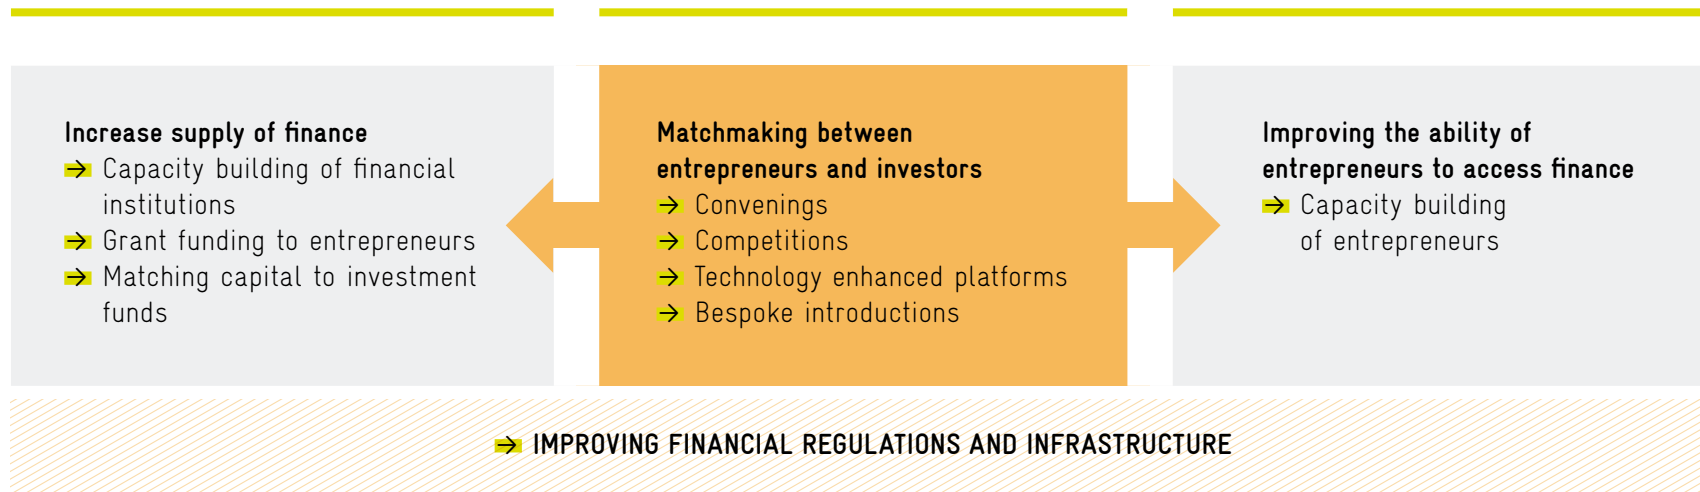 Increase supply of finance
→ Capacity building of financial
institutions
→ Grant funding to entrepreneurs
→ Matching capital to investment
funds
Matchmaking between
entrepreneurs and investors
→ Convenings
→ Competitions
→ Technology enhanced platforms
→ Bespoke introductions
Improving the ability of
entrepreneurs to access finance
→ Capacity building
of entrepreneurs
→ IMPROVING FINANCIAL REGULATIONS AND INFRASTRUCTURE